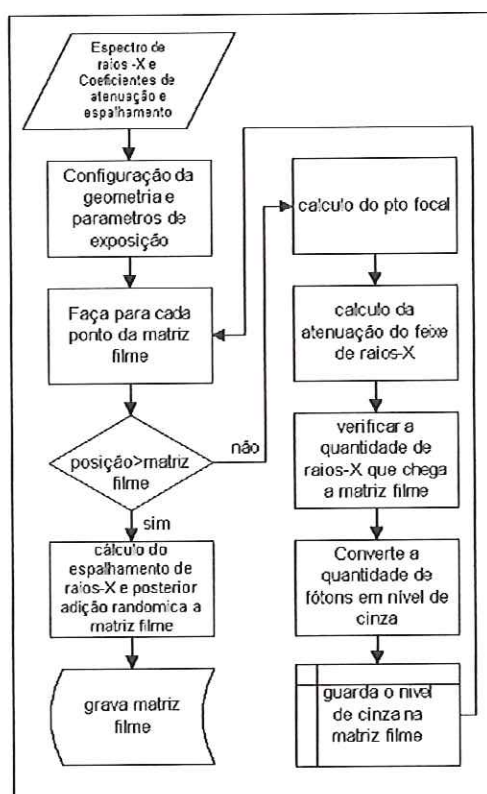 Espectro de
raios -X e
Coeficientes de
atenuação e
espalhamento
Configuração da
geometria e
parametros de
exposição
Faça para cada
ponto da matriz
filme
posição>matriz
filme
não
sim
cálculo do
espalhamento de
raios-X e posterior
adição randomica a
matriz filme
grava matriz
filme
calculo do pto focal
calculo da
atenuação do feixe
de raios-X
verificar a
quantidade de
raios-X que chega
a matriz filme
Converte a
quantidade de
fótons em nível de
cinza
guarda o nível
de cinza na
matriz filme